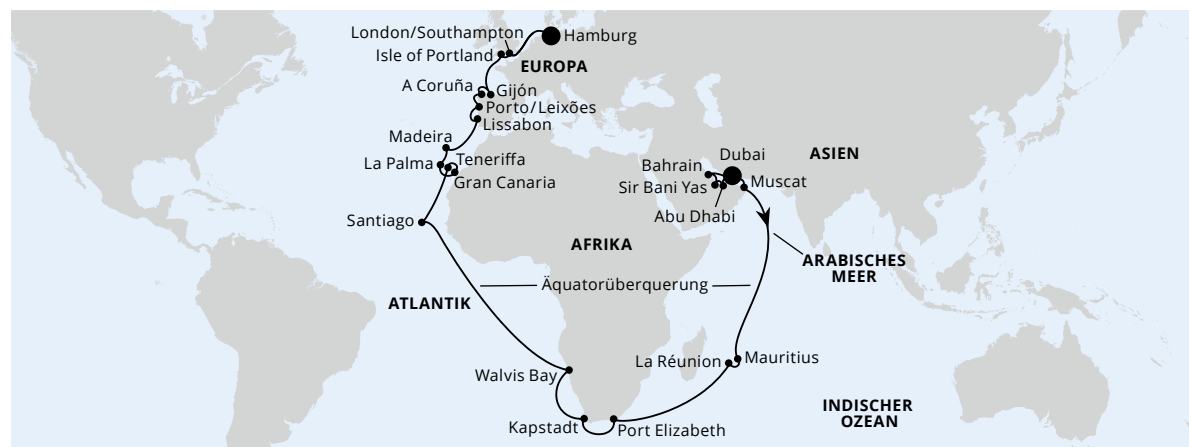 London/Southampton
Hamburg
Isle of Portland
EUROPA
A Coruña
Gijón
Porto/Leixões
Lissabon
Madeira
La Palma
Teneriffa
Gran Canaria
Santiago
Dubai
ASIEN
Bahrain
Muscat
Sir Bani Yas
Abu Dhabi
AFRIKA
ARABISCHES
MEER
Äquatorüberquerung
ATLANTIK
La Réunion
Mauritius
Walvis Bay
INDISCHER
OZEAN
Kapstadt
Port Elizabeth